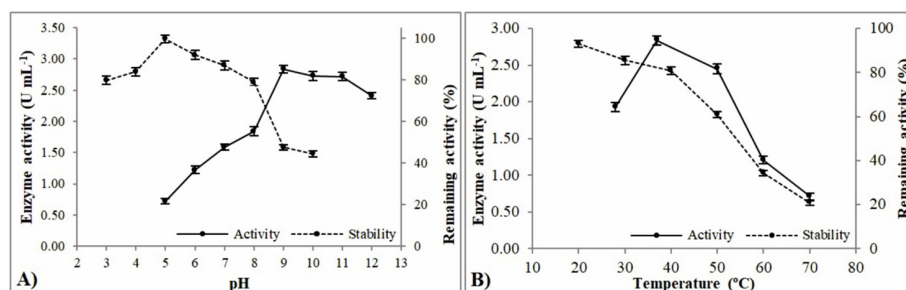 3.50
3.00
2.50
2.00
1.50
1.00
0.50
0.00
Enzyme activity (U mL-1)
100
80
60
40
20
0
Remaining activity (%)
Activity
Stability
2 3 4 5 6 7 8 9 10 11 12 13
pH
A)
3.00
2.50
2.00
1.50
1.00
0.50
0.00
Enzyme activity (U mL-1)
100
80
60
40
20
0
Remaining activity (%)
Activity
Stability
10 20 30 40 50 60 70 80
Temperature (ºC)
B)